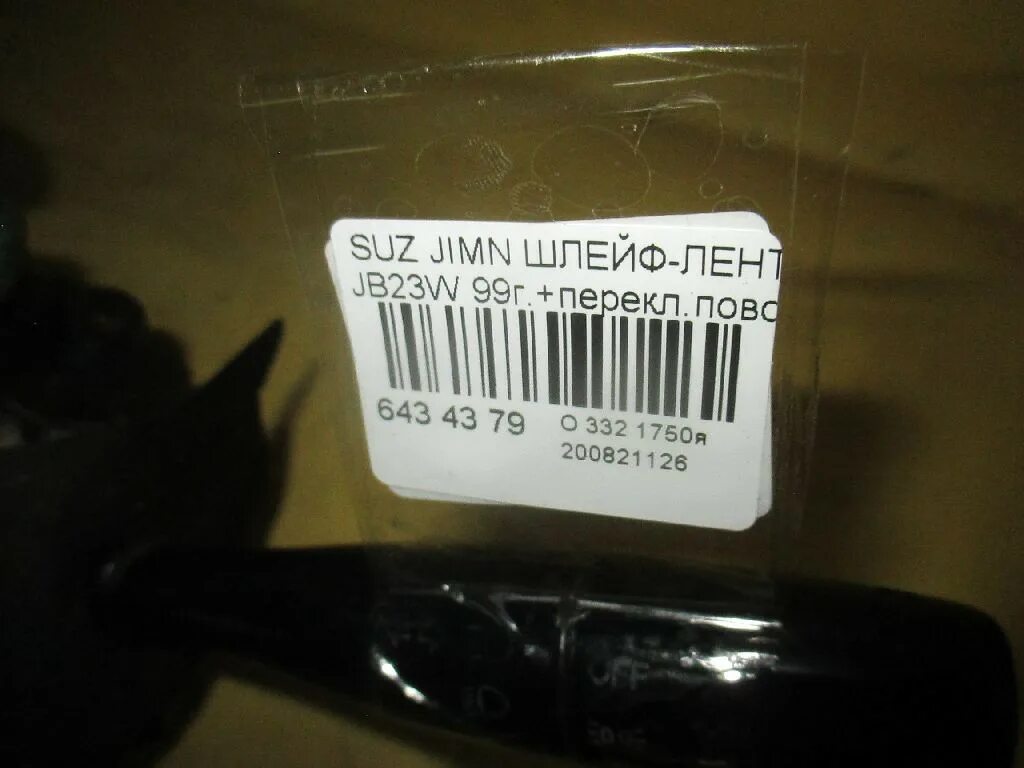 SUZ JIMN ШЛЕЙФ-ЛЕНТ
JB23W 99г.+перекл.пово
643 43 79
О 332 1750я
200821126
OFF